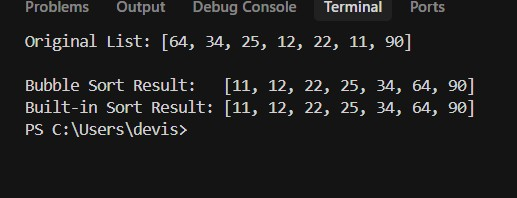 Problems Output Debug Console Terminal Ports
Original List: [64, 34, 25, 12, 22, 11, 90]
Bubble Sort Result: [11, 12, 22, 25, 34, 64, 90]
Built-in Sort Result: [11, 12, 22, 25, 34, 64, 90]
PS C:\Users\devis>